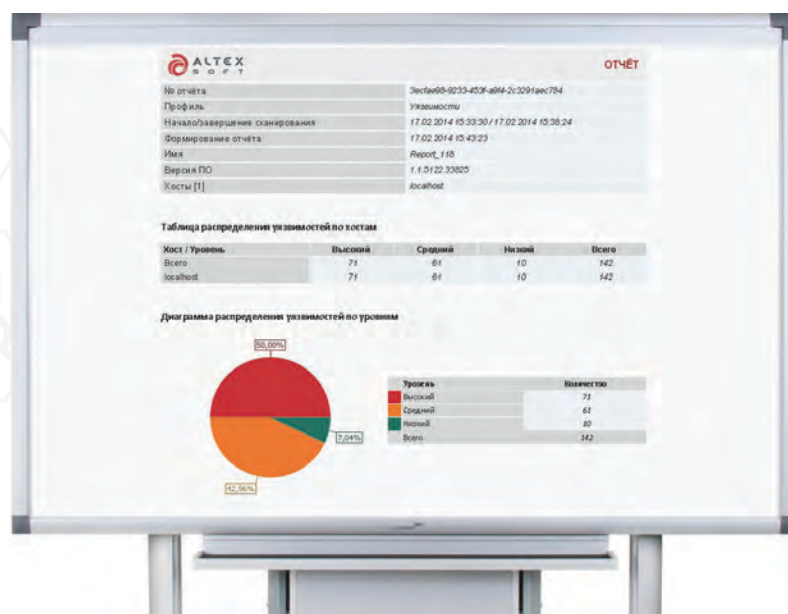 ALTEX
SOFT
ОТЧЁТ
№ отчёта 3ecfae98-9233-453f-a9f4-2c3291aec784
Профиль Уязвимости
Начало/завершение сканирования 17.02.2014 15:33:30 / 17.02.2014 15:38:24
Формирование отчёта 17.02.2014 15:43:23
Имя Report_118
Версия ПО 1.1.5122.33825
Хосты [1] localhost
Таблица распределения уязвимостей по хостам
Хост / Уровень Высокий Средний Низкий Всего
Всего 71 61 10 142
localhost 71 61 10 142
Диаграмма распределения уязвимостей по уровням
50,00%
7,04%
42,96%
Уровень Количество
Высокий 71
Средний 61
Низкий 10
Всего 142